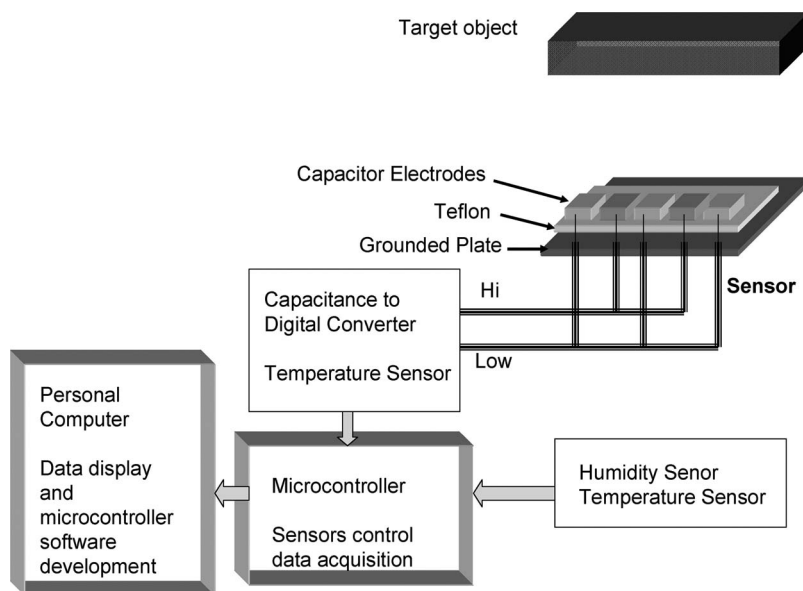 Target object
Capacitor Electrodes
Teflon
Grounded Plate
Sensor
Hi
Low
Capacitance to
Digital Converter
Temperature Sensor
Personal
Computer
Data display
and
microcontroller
software
development
Microcontroller
Sensors control
data acquisition
Humidity Senor
Temperature Sensor